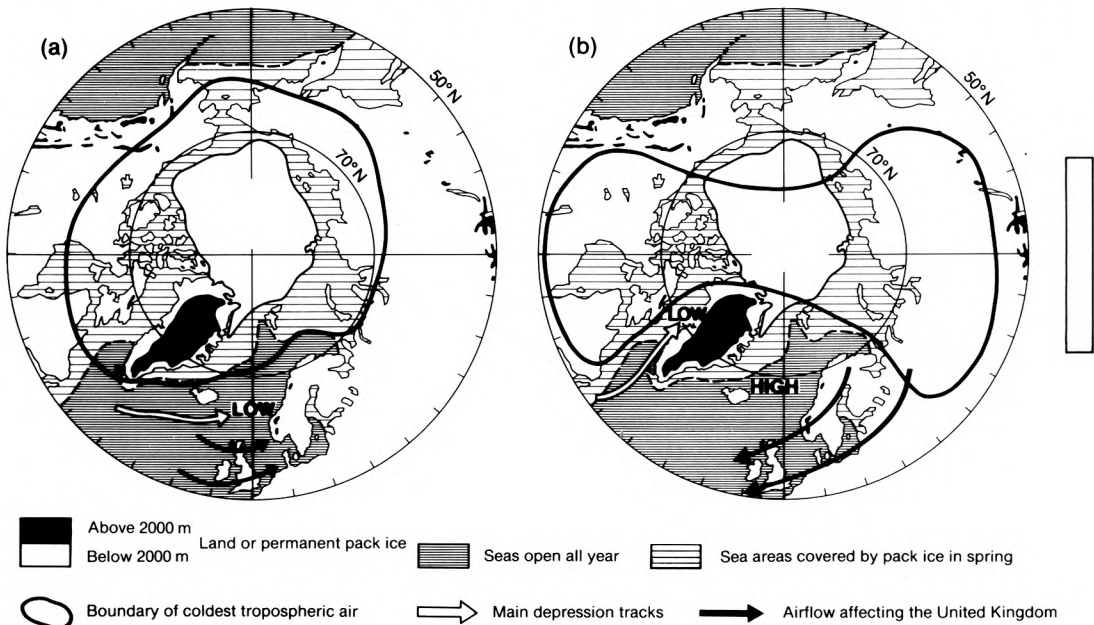 (a)
50°N
70°N
LOW
(b)
50°N
70°N
LOW
HIGH
Above 2000 m
Below 2000 m
Land or permanent pack ice
Seas open all year
Sea areas covered by pack ice in spring
Boundary of coldest tropospheric air
Main depression tracks
Airflow affecting the United Kingdom